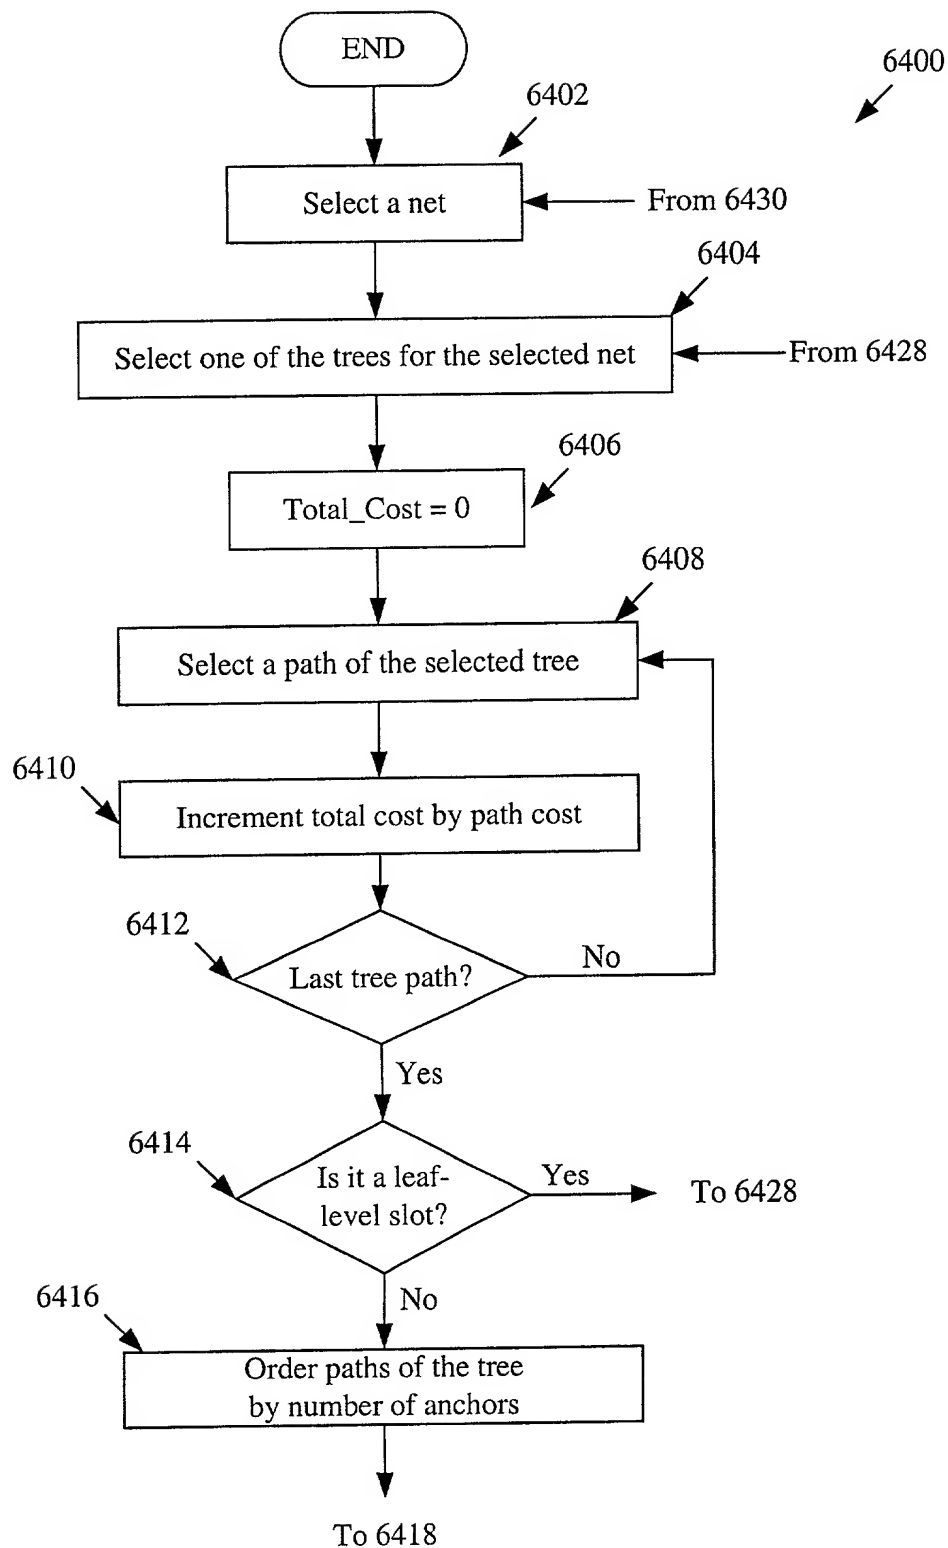 END
6400
6402
Select a net
From 6430
6404
Select one of the trees for the selected net
From 6428
6406
Total_Cost = 0
6408
Select a path of the selected tree
6410
Increment total cost by path cost
6412
Last tree path?
No
Yes
6414
Is it a leaf-
level slot?
Yes
To 6428
No
6416
Order paths of the tree
by number of anchors
To 6418